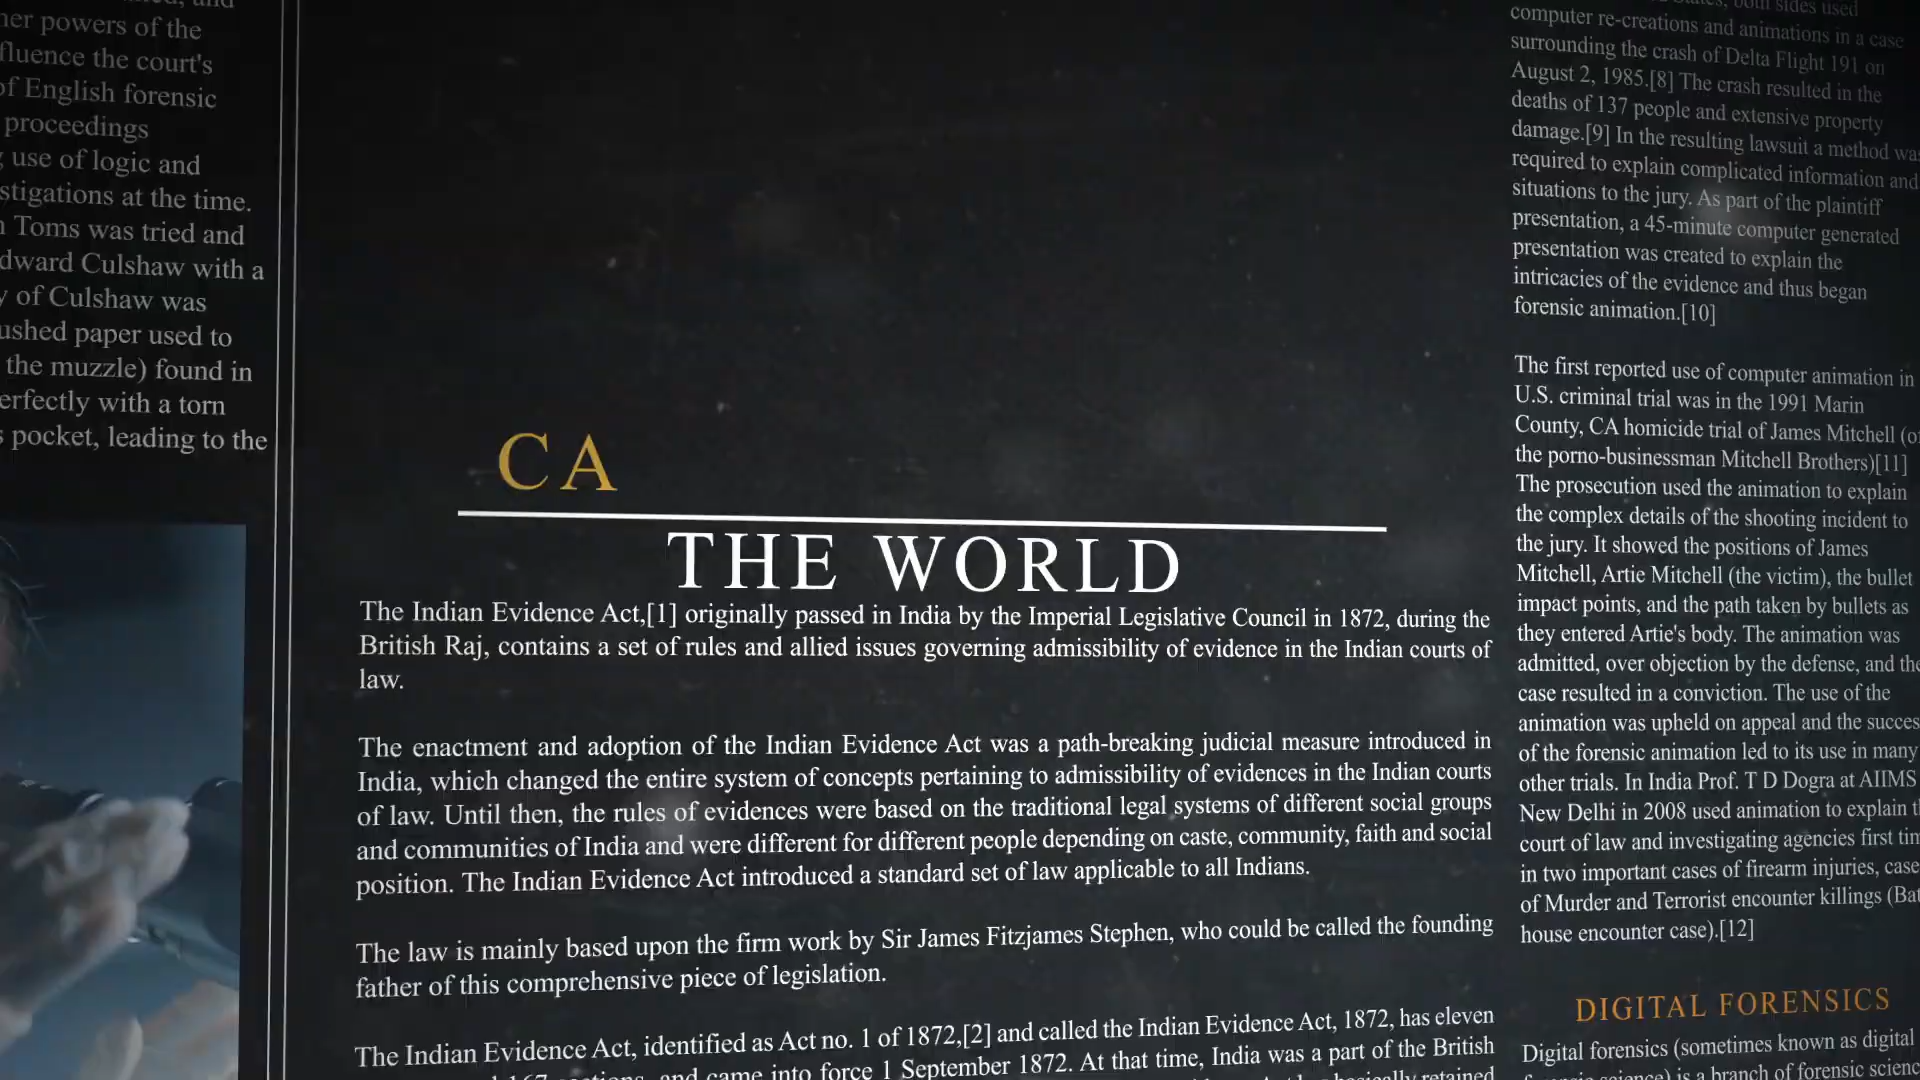 her powers of the
fluence the court's
of English forensic
proceedings
use of logic and
stigations at the time.
Toms was tried and
dward Culshaw with a
y of Culshaw was
ushed paper used to
the muzzle) found in
erfectly with a torn
s pocket, leading to the
CA
THE WORLD
The Indian Evidence Act,[1] originally passed in India by the Imperial Legislative Council in 1872, during the
British Raj, contains a set of rules and allied issues governing admissibility of evidence in the Indian courts of
law.
The enactment and adoption of the Indian Evidence Act was a path-breaking judicial measure introduced in
India, which changed the entire system of concepts pertaining to admissibility of evidences in the Indian courts
of law. Until then, the rules of evidences were based on the traditional legal systems of different social groups
and communities of India and were different for different people depending on caste, community, faith and social
position. The Indian Evidence Act introduced a standard set of law applicable to all Indians.
The law is mainly based upon the firm work by Sir James Fitzjames Stephen, who could be called the founding
father of this comprehensive piece of legislation.
The Indian Evidence Act, identified as Act no. 1 of 1872,[2] and called the Indian Evidence Act, 1872, has eleven
and came into force 1 September 1872. At that time, India was a part of the British
both sides used
computer re-creations and animations in a case
surrounding the crash of Delta Flight 191 on
August 2, 1985.[8] The crash resulted in the
deaths of 137 people and extensive property
damage.[9] In the resulting lawsuit a method was
required to explain complicated information and
situations to the jury. As part of the plaintiff
presentation, a 45-minute computer generated
presentation was created to explain the
intricacies of the evidence and thus began
forensic animation.[10]
The first reported use of computer animation in
U.S. criminal trial was in the 1991 Marin
County, CA homicide trial of James Mitchell (of
the porno-businessman Mitchell Brothers)[11]
The prosecution used the animation to explain
the complex details of the shooting incident to
the jury. It showed the positions of James
Mitchell, Artie Mitchell (the victim), the bullet
impact points, and the path taken by bullets as
they entered Artie's body. The animation was
admitted, over objection by the defense, and the
case resulted in a conviction. The use of the
animation was upheld on appeal and the succes
of the forensic animation led to its use in many
other trials. In India Prof. T D Dogra at AIIMS
New Delhi in 2008 used animation to explain t
court of law and investigating agencies first tim
in two important cases of firearm injuries, case
of Murder and Terrorist encounter killings (Bat
house encounter case).[12]
DIGITAL FORENSICS
Digital forensics (sometimes known as digital
is a branch of forensic scienc